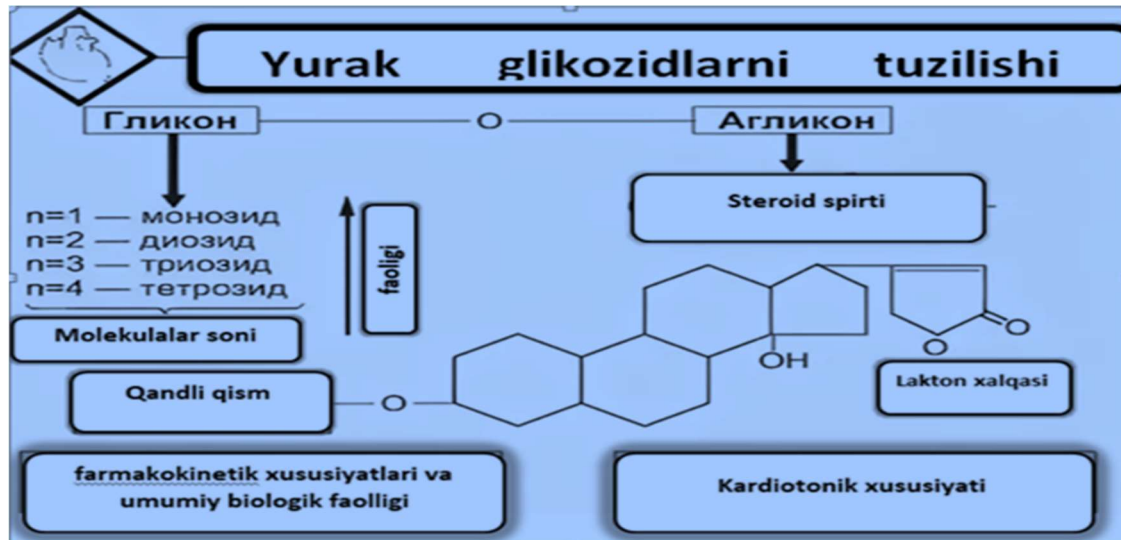 Yurak glikozidlarni tuzilishi
Гликон
O
Агликон
n=1 — монозид
n=2 — диозид
n=3 — триозид
n=4 — тетрозид
Molekulalar soni
faoligi
Steroid spirti
Qandli qism
O
OH
O
O
Lakton xalqasi
farmakokinetik xususiyatlari va
umumiy biologik faolligi
Kardiotonik xususiyati